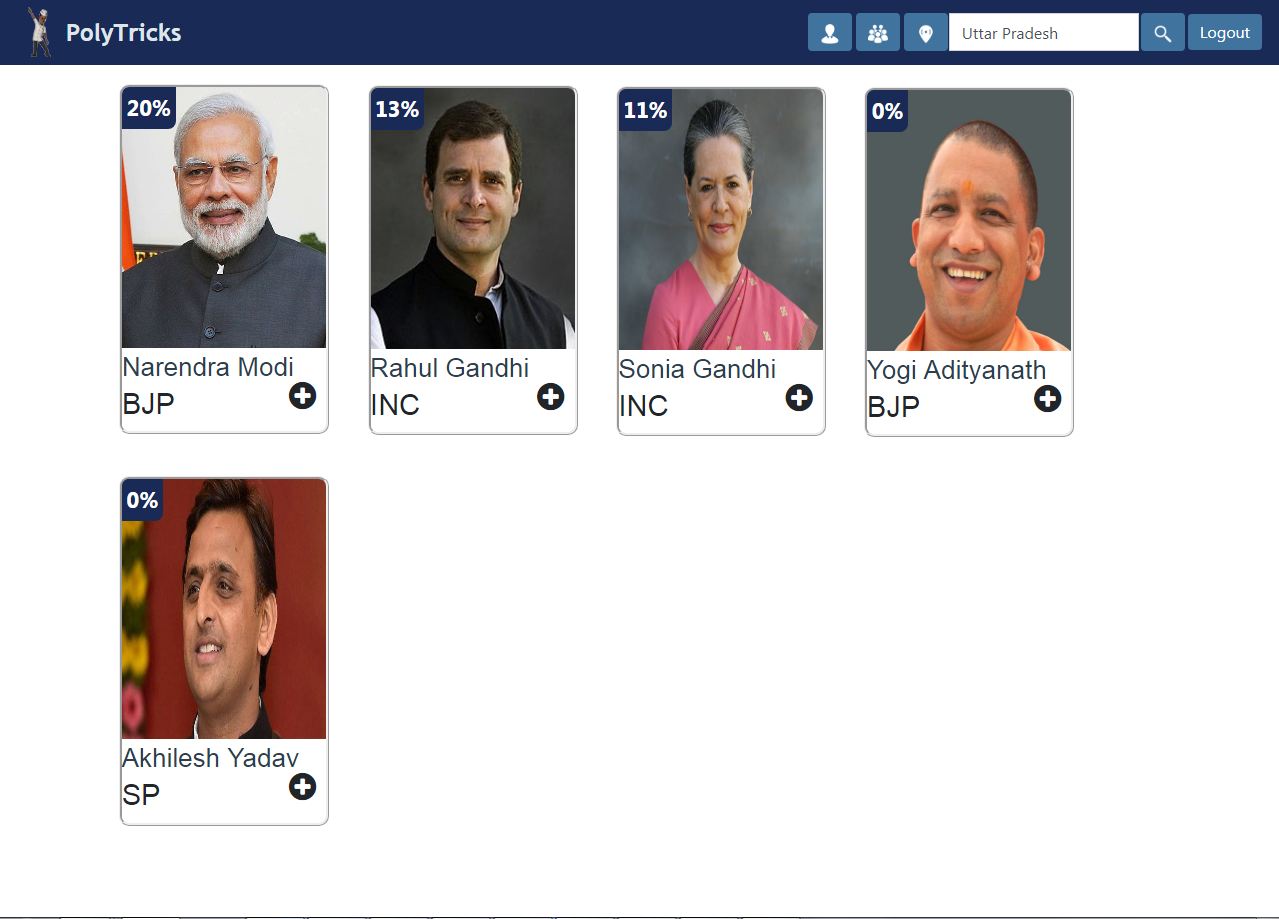 PolyTricks
Uttar Pradesh
Logout
20%
13%
11%
0%
Narendra Modi
BJP
Rahul Gandhi
INC
Sonia Gandhi
INC
Yogi Adityanath
BJP
0%
Akhilesh Yadav
SP